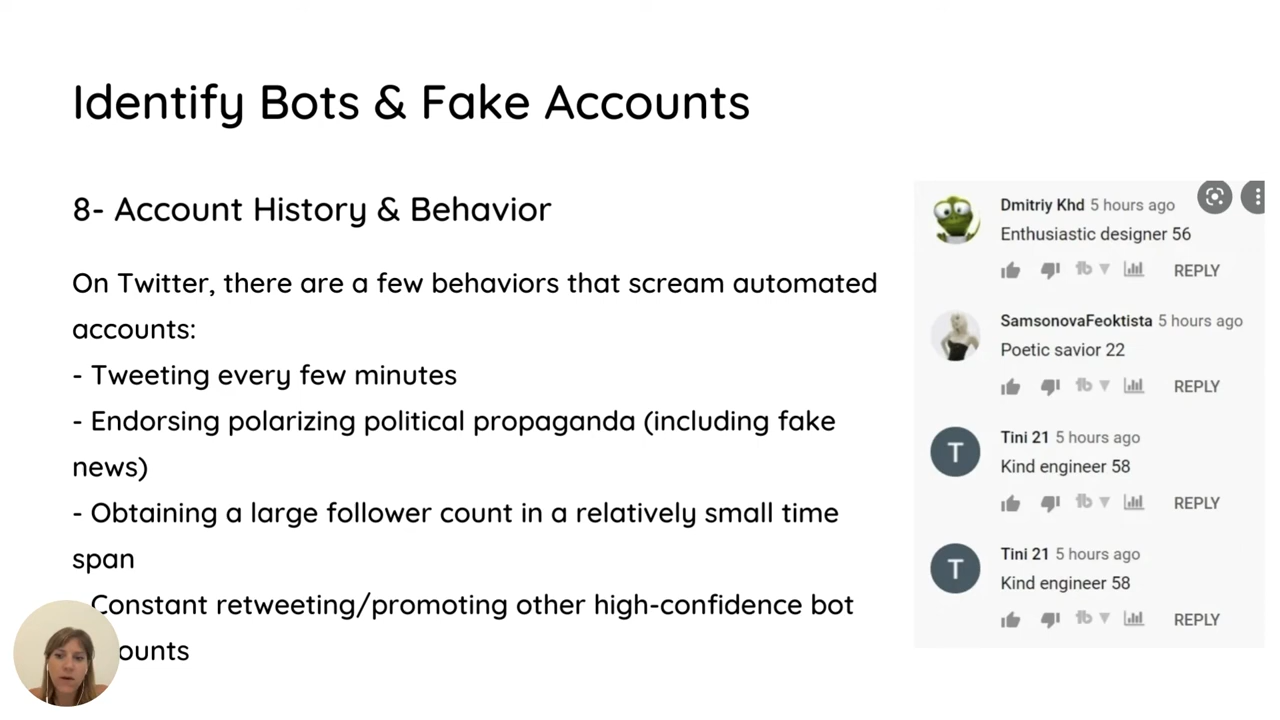 Identify Bots & Fake Accounts
8- Account History & Behavior
On Twitter, there are a few behaviors that scream automated
accounts:
- Tweeting every few minutes
- Endorsing polarizing political propaganda (including fake
news)
- Obtaining a large follower count in a relatively small time
span
Constant retweeting/promoting other high-confidence bot
ounts
Dmitriy Khd 5 hours ago
Enthusiastic designer 56
REPLY
SamsonovaFeoktista 5 hours ago
Poetic savior 22
REPLY
T
Tini 21 5 hours ago
Kind engineer 58
REPLY
T
Tini 21 5 hours ago
Kind engineer 58
REPLY